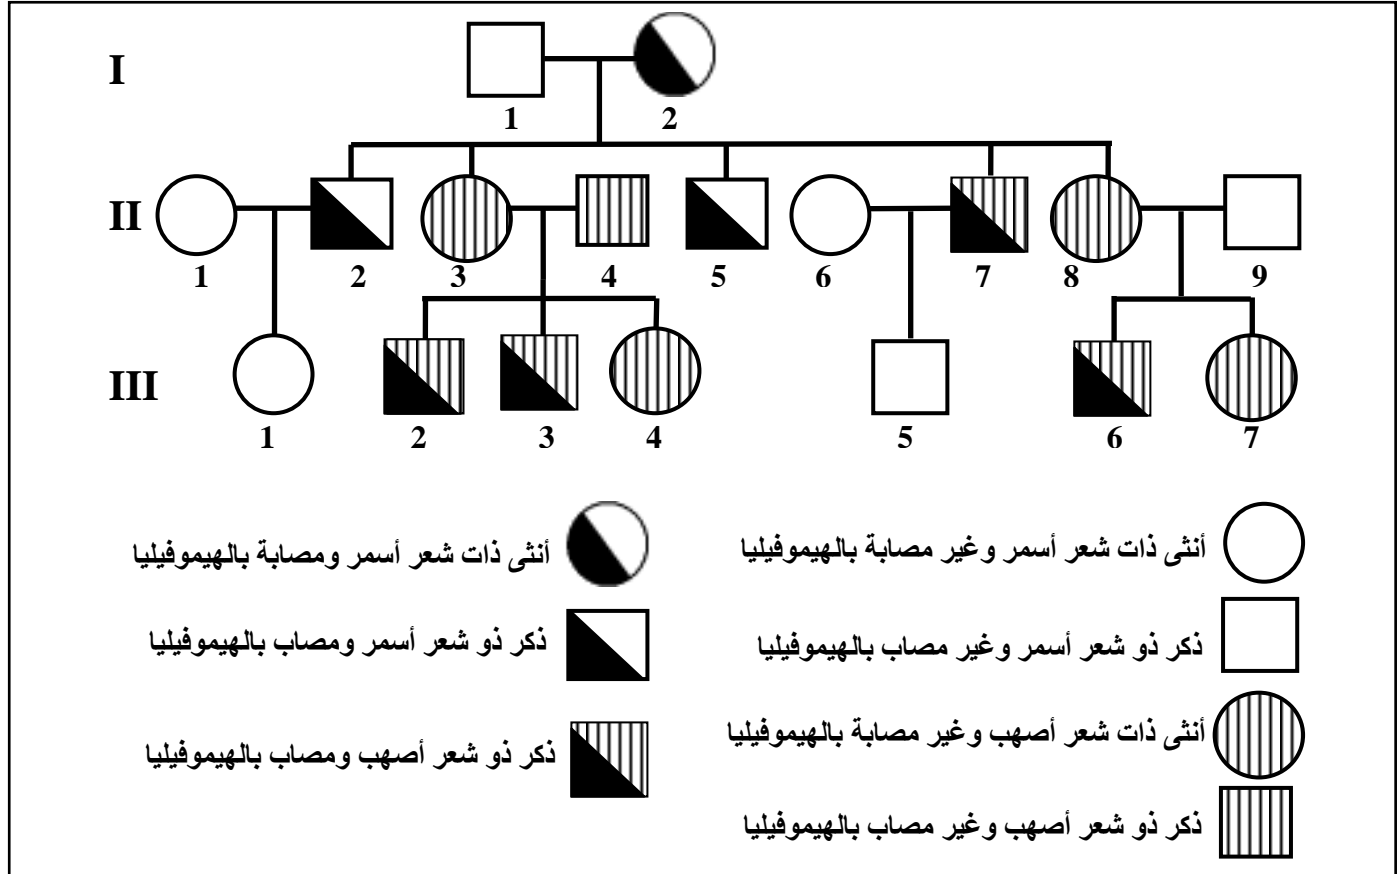 I
1 2
II
1 2 3 4 5 6 7 8 9
III
1 2 3 4 5 6 7
أنثى ذات شعر أسمر وغير مصابة بالهيموفيليا
أنثى ذات شعر أسمر ومصابة بالهيموفيليا
ذكر ذو شعر أسمر وغير مصاب بالهيموفيليا
ذكر ذو شعر أسمر ومصاب بالهيموفيليا
أنثى ذات شعر أصهب وغير مصابة بالهيموفيليا
ذكر ذو شعر أصهب ومصاب بالهيموفيليا
ذكر ذو شعر أصهب وغير مصاب بالهيموفيليا